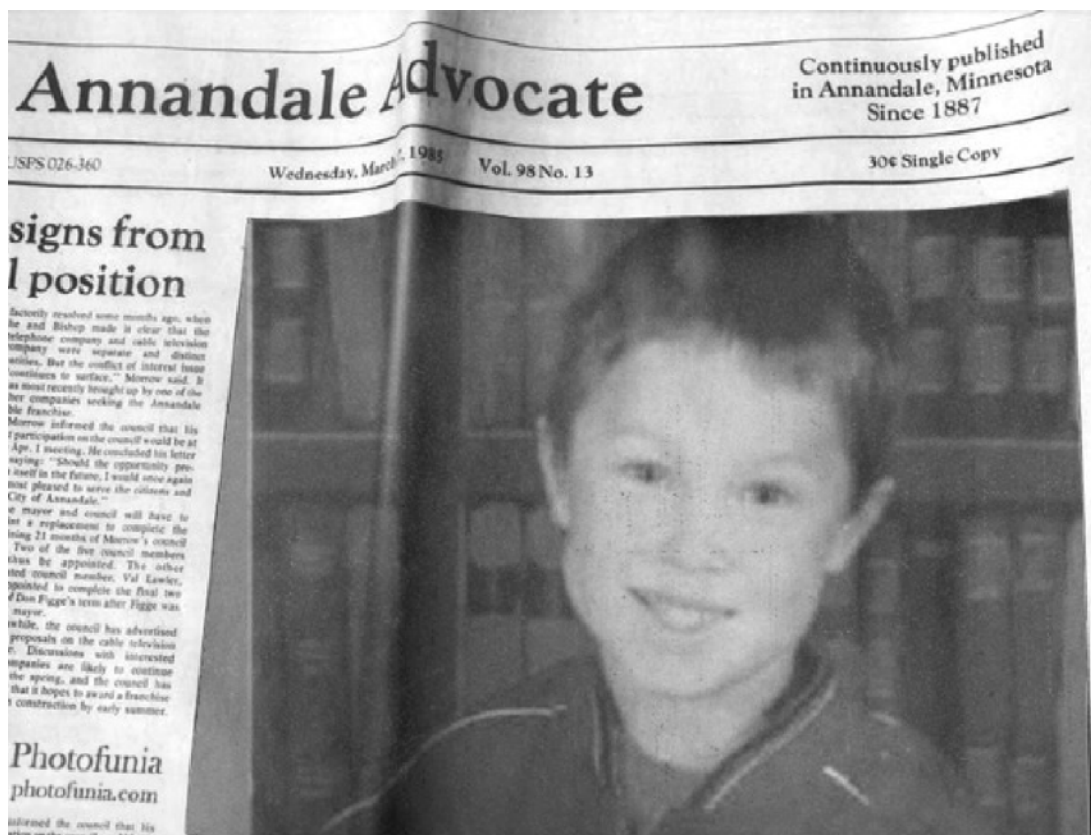 Annandale Advocate
Continuously published
in Annandale, Minnesota
Since 1887
USPS 026-360
Wednesday, March , 1985
Vol. 98 No. 13
30¢ Single Copy
signs from
l position
factorily resolved some months ago, when
he and Bishop made it clear that the
telephone company and cable television
company were separate and distinct
entities. But the conflict of interest issue
"continues to surface," Morrow said. It
was most recently brought up by one of the
her companies seeking the Annandale
ble franchise.
Morrow informed the council that his
participation on the council would be at
Apr. 1 meeting. He concluded his letter
saying: "Should the opportunity pre-
itself in the future, I would once again
most pleased to serve the citizens and
City of Annandale."
e mayor and council will have to
a replacement to complete the
ning 21 months of Morrow's council
Two of the five council members
thus be appointed. The other
ted council member, Val Lawler,
ppointed to complete the final two
f Don Figge's term after Figge was
mayor.
while, the council has advertised
proposals on the cable television
e. Discussions with interested
ompanies are likely to continue
the spring, and the council has
that it hopes to award a franchise
construction by early summer.
Photofunia
photofunia.com
informed the council that his